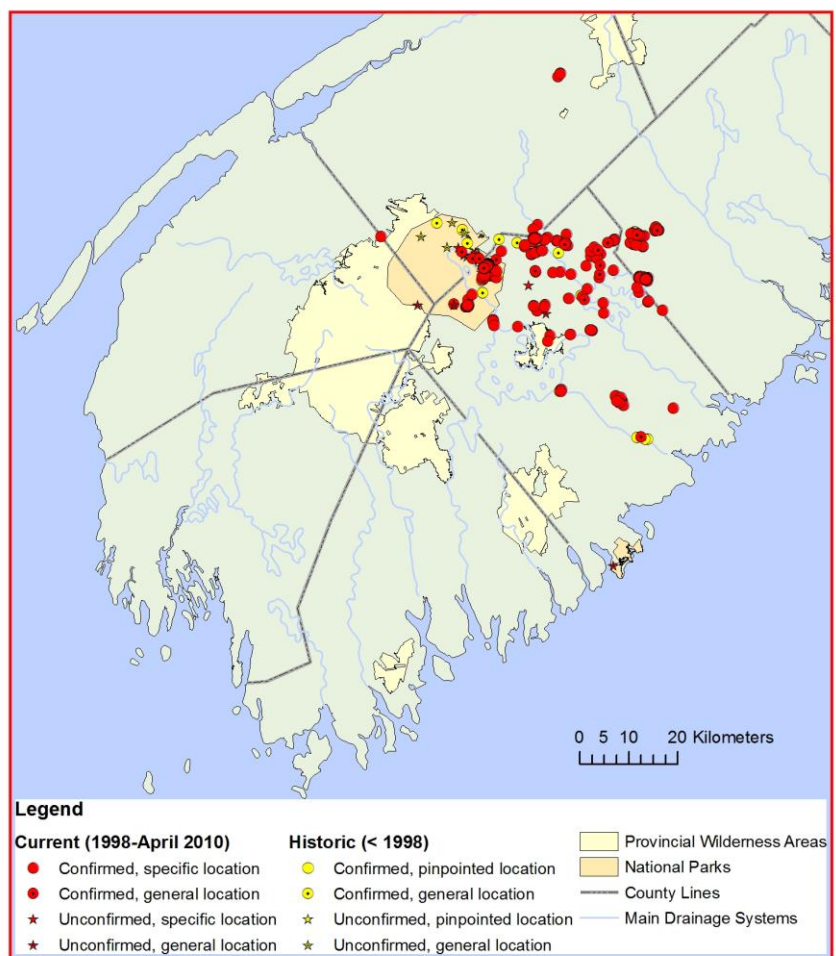 0 5 10 20 Kilometers
Legend
Current (1998-April 2010)
Confirmed, specific location
Confirmed, general location
Unconfirmed, specific location
Unconfirmed, general location
Historic (< 1998)
Confirmed, pinpointed location
Confirmed, general location
Unconfirmed, pinpointed location
Unconfirmed, general location
Provincial Wilderness Areas
National Parks
County Lines
Main Drainage Systems